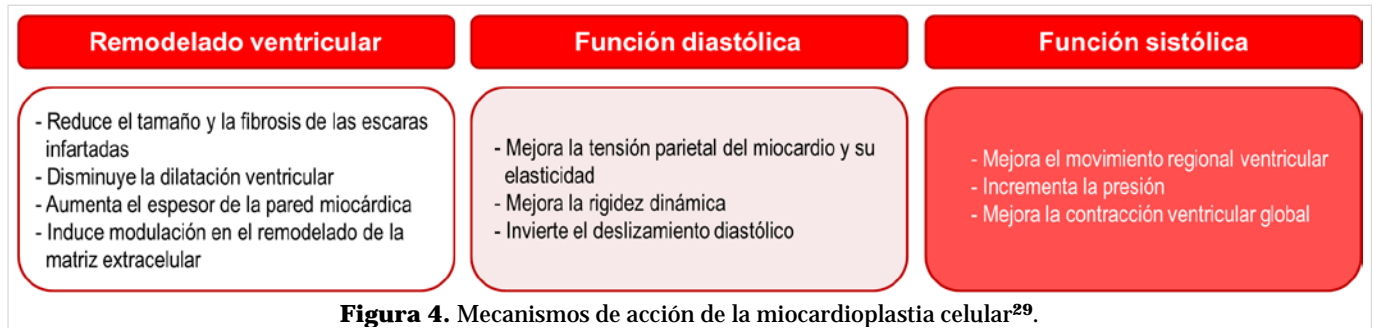 Remodelado ventricular
- Reduce el tamaño y la fibrosis de las escaras
infartadas
- Disminuye la dilatación ventricular
- Aumenta el espesor de la pared miocárdica
- Induce modulación en el remodelado de la
matriz extracelular
Función diastólica
- Mejora la tensión parietal del miocardio y su
elasticidad
- Mejora la rigidez dinámica
- Invierte el deslizamiento diastólico
Función sistólica
- Mejora el movimiento regional ventricular
- Incrementa la presión
- Mejora la contracción ventricular global
Figura 4. Mecanismos de acción de la miocardioplastia celular²⁹.